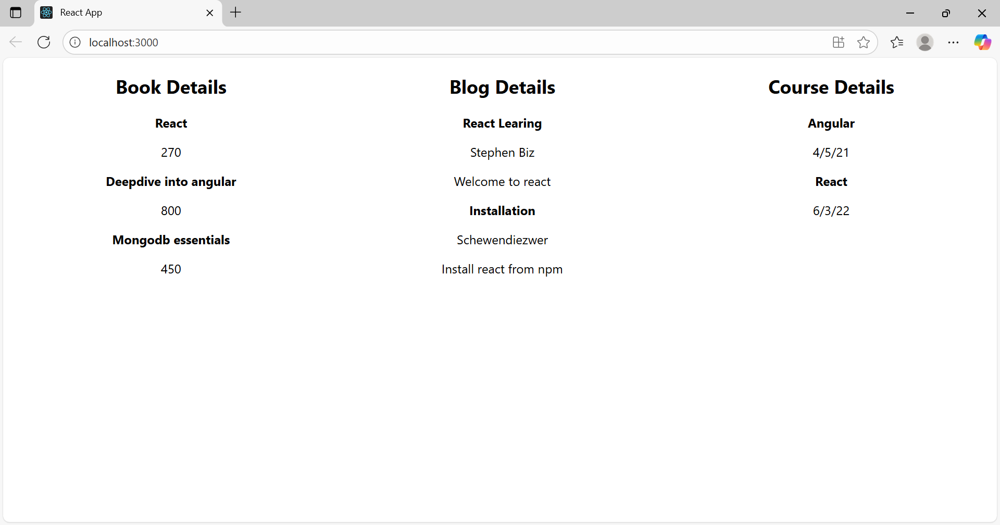 React App
localhost:3000
Book Details
React
270
Deepdive into angular
800
Mongodb essentials
450
Blog Details
React Learing
Stephen Biz
Welcome to react
Installation
Schewendiezwer
Install react from npm
Course Details
Angular
4/5/21
React
6/3/22